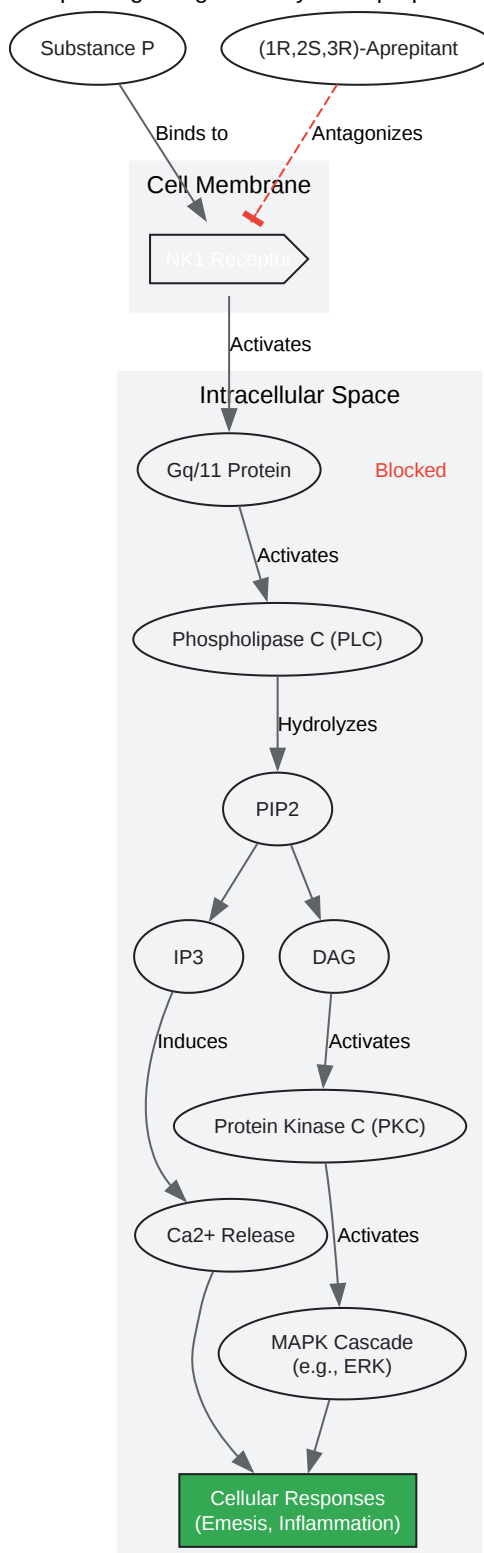 Substance P
(1R,2S,3R)-Aprepitant
Binds to
Antagonizes
Cell Membrane
NK1 Receptor
Activates
Intracellular Space
Gq/11 Protein
Blocked
Activates
Phospholipase C (PLC)
Hydrolyzes
PIP2
IP3
DAG
Induces
Activates
Protein Kinase C (PKC)
Ca2+ Release
Activates
MAPK Cascade
(e.g., ERK)
Cellular Responses
(Emesis, Inflammation)